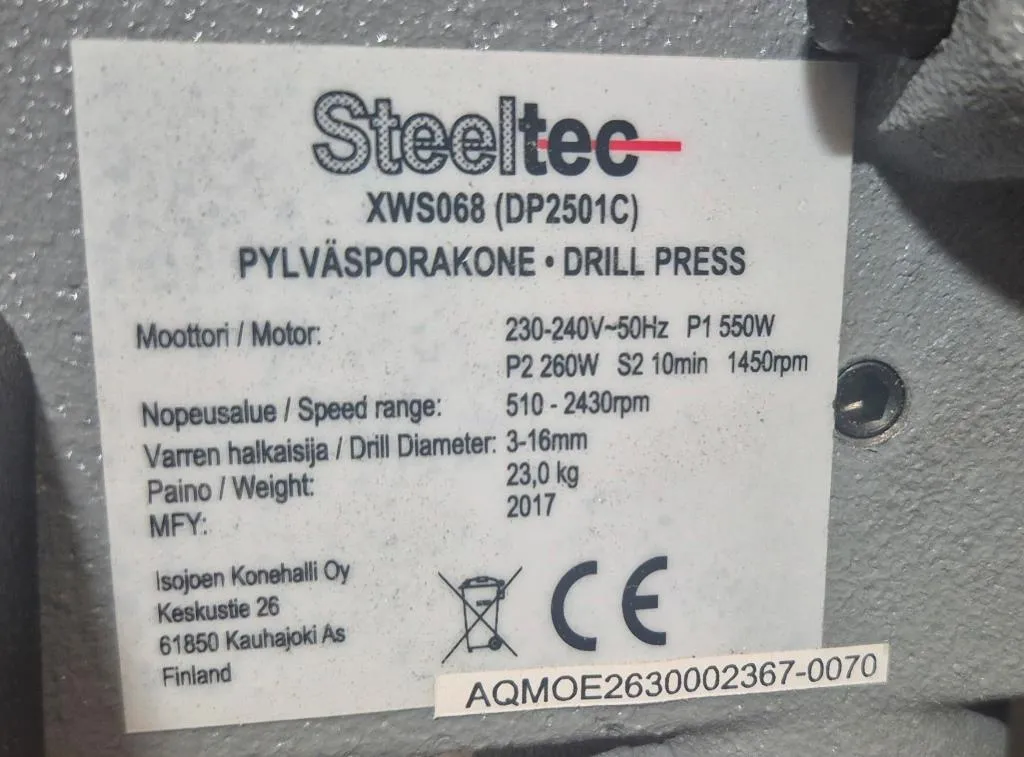 Steeltec
XWS068 (DP2501C)
PYLVÄSPORAKONE • DRILL PRESS
Moottori / Motor: 230-240V~50Hz P1 550W
P2 260W S2 10min 1450rpm
Nopeusalue / Speed range: 510 - 2430rpm
Varren halkaisija / Drill Diameter: 3-16mm
Paino / Weight: 23,0 kg
MFY: 2017
Isojoen Konehalli Oy
Keskustie 26
61850 Kauhajoki As
Finland
CE
AQMOE2630002367-0070